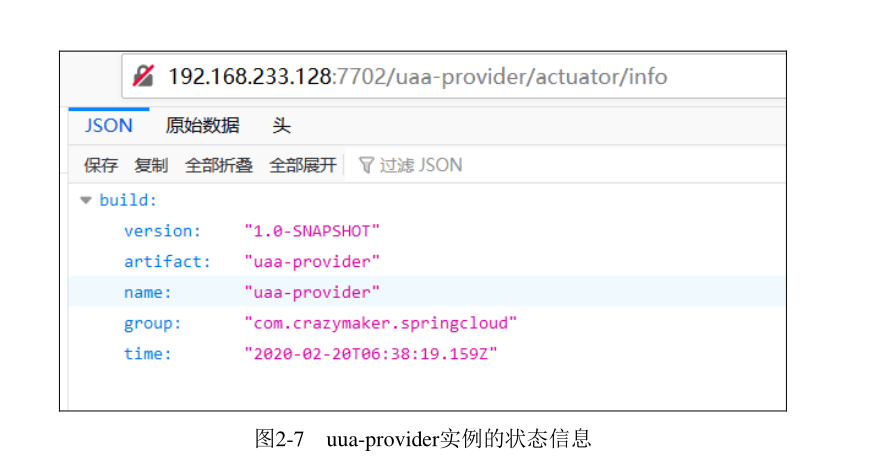 192.168.233.128:7702/uaa-provider/actuator/info
JSON 原始数据 头
保存 复制 全部折叠 全部展开 过滤 JSON
build:
version: "1.0-SNAPSHOT"
artifact: "uaa-provider"
name: "uaa-provider"
group: "com.crazymaker.springcloud"
time: "2020-02-20T06:38:19.159Z"
图2-7 uua-provider实例的状态信息